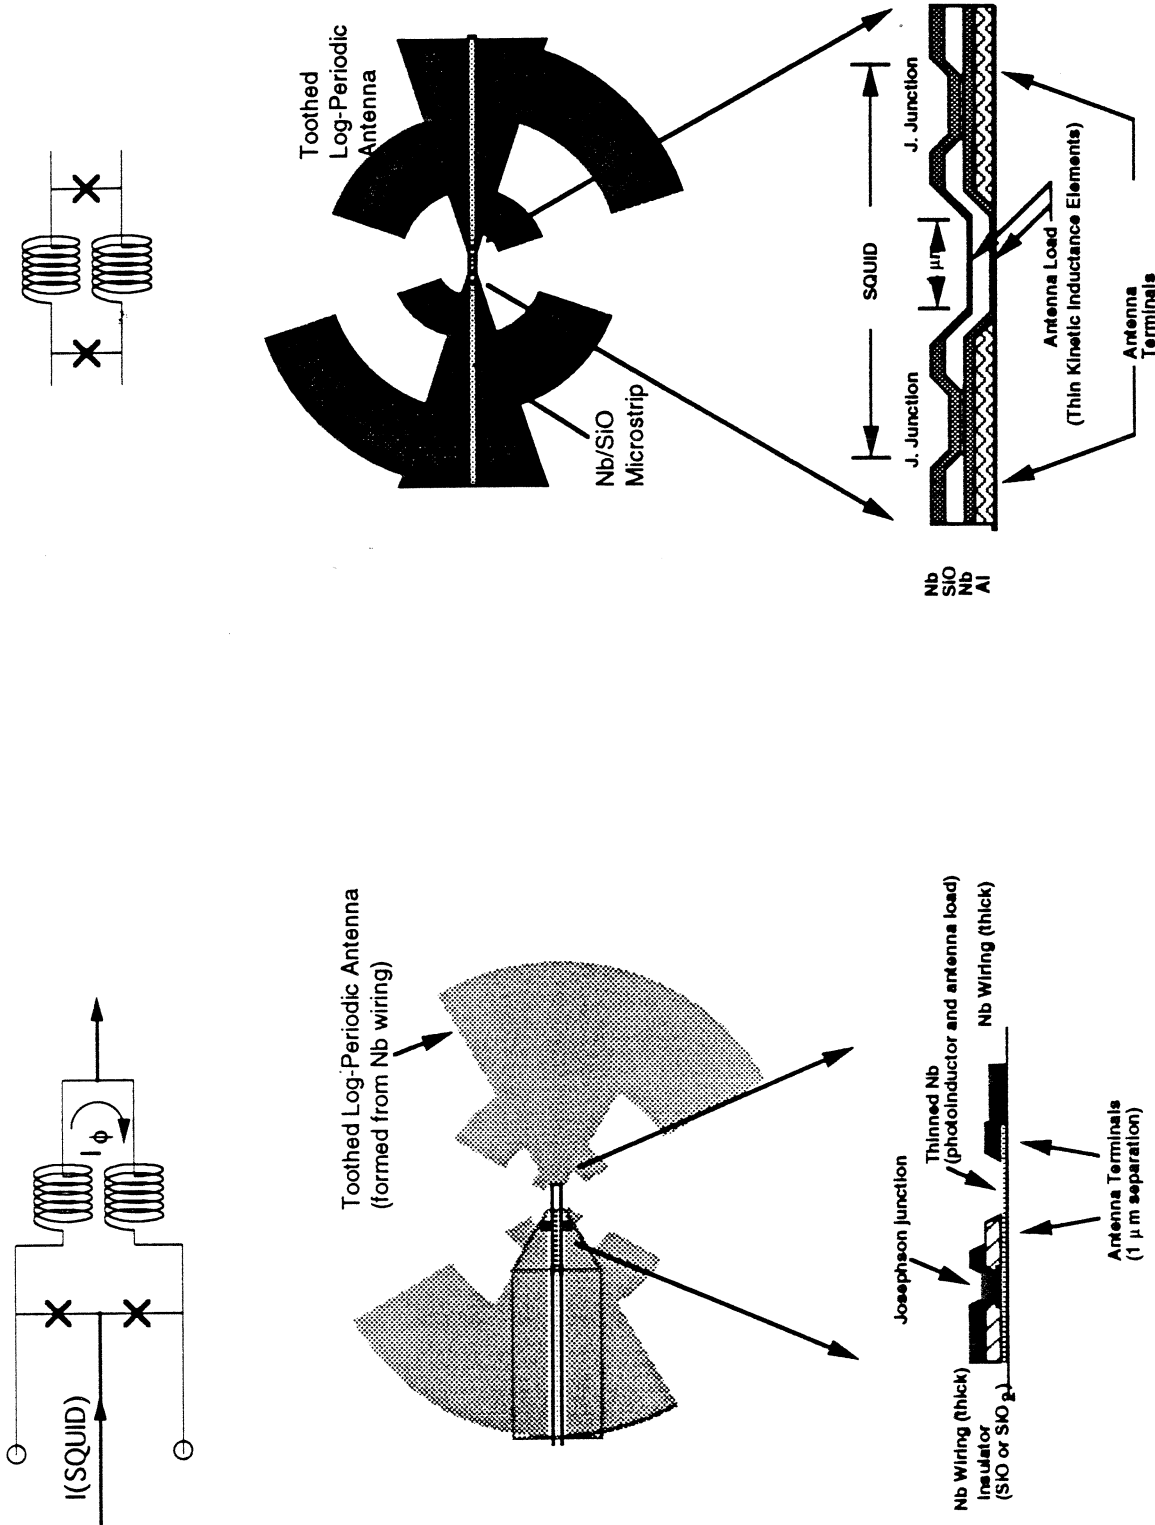 I(SQUID)
I
ϕ
Toothed Log-Periodic Antenna
(formed from Nb wiring)
Josephson junction
Thinned Nb
(photoinductor and antenna load)
Nb Wiring (thick)
Nb Wiring (thick)
Insulator
(SiO or SiO2)
Antenna Terminals
(1 µm separation)
Toothed
Log-Periodic
Antenna
Nb/SiO
Microstrip
SQUID
J. Junction
J. Junction
µm
Nb
SiO
Nb
Al
Antenna Load
(Thin Kinetic Inductance Elements)
Antenna
Terminals